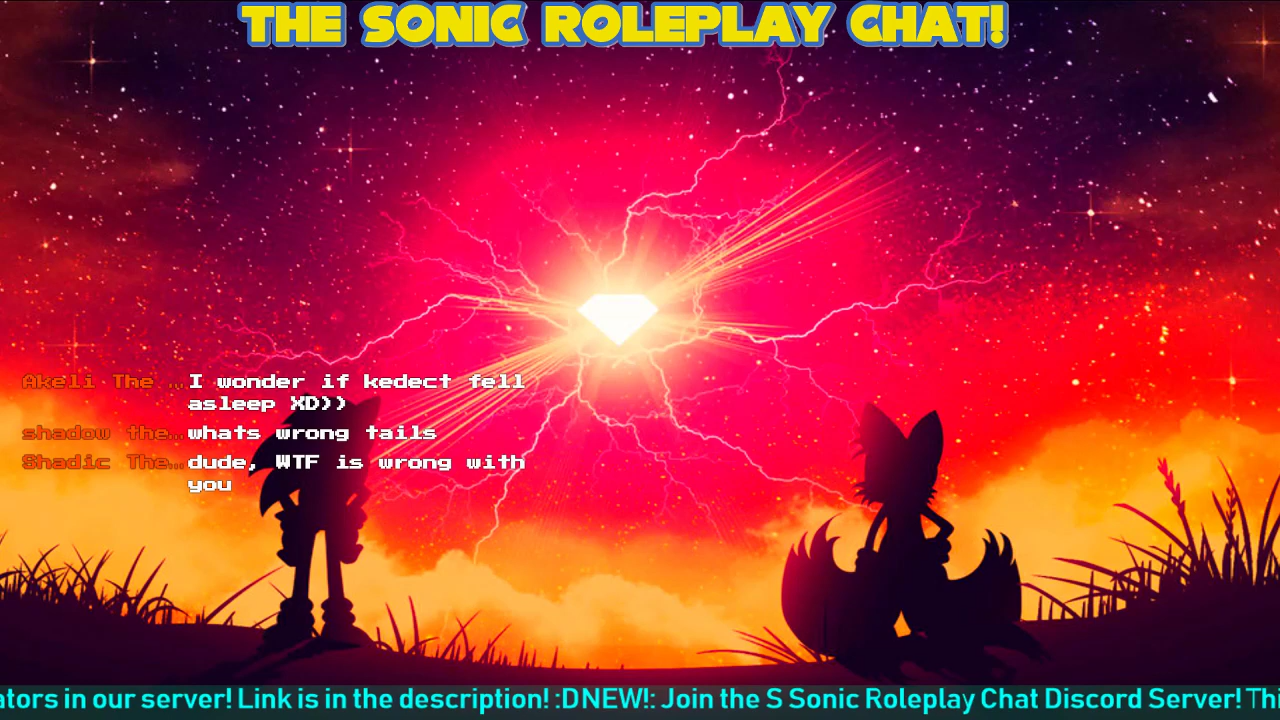 THE SONIC ROLEPLAY CHAT!
Akeli The ... I wonder if kedect fell
asleep XD))
shadow the... whats wrong tails
Shadic The... dude, WTF is wrong with
you
ators in our server! Link is in the description! :DNEW!: Join the S Sonic Roleplay Chat Discord Server! Thi